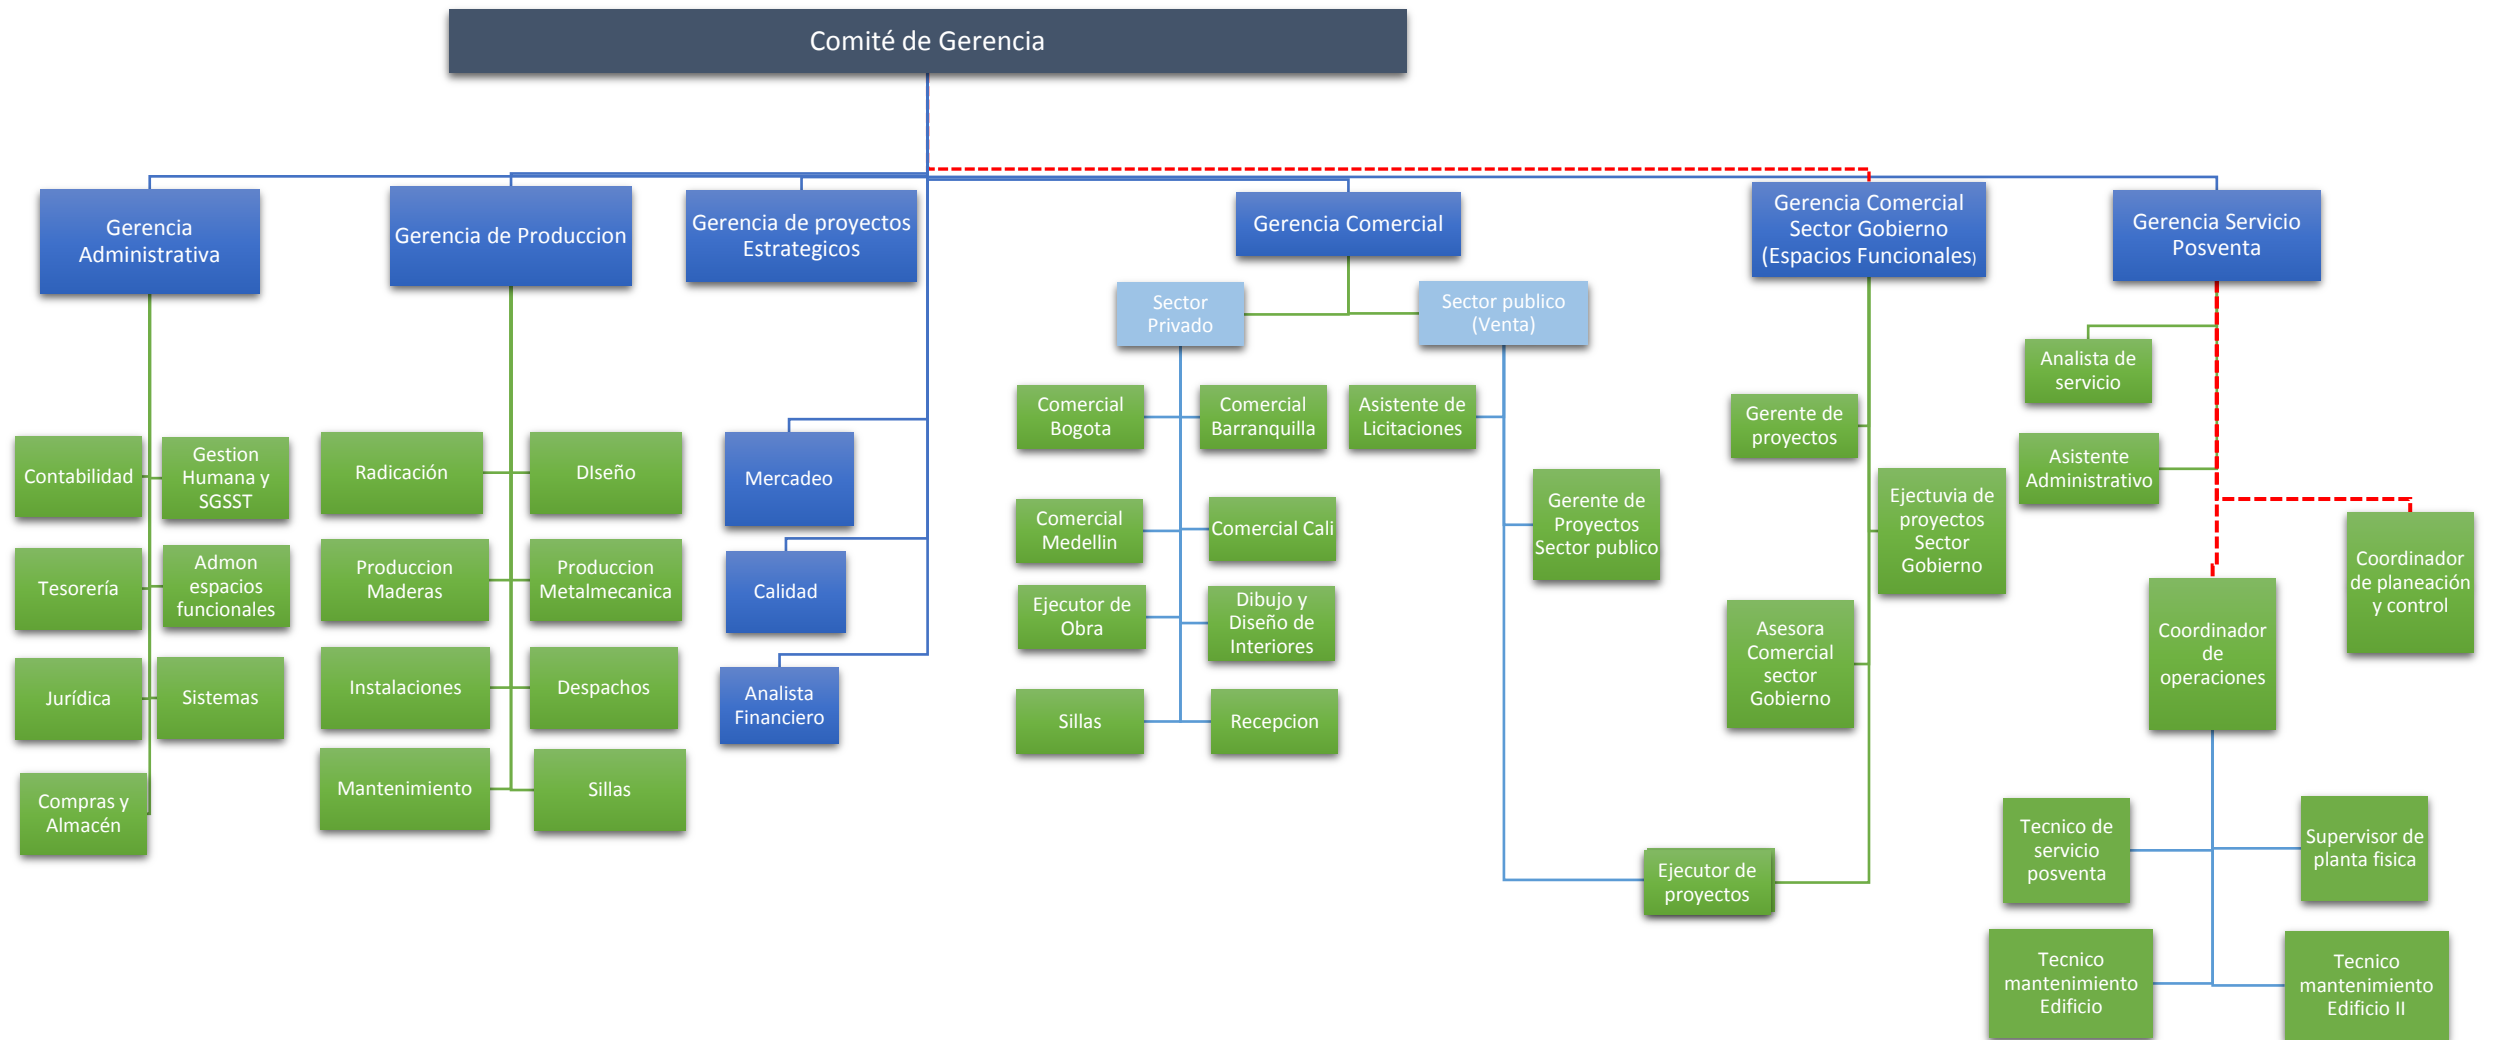 Comité de Gerencia
Gerencia
Administrativa
Gerencia de Produccion
Gerencia de proyectos
Estrategicos
Gerencia Comercial
Gerencia Comercial
Sector Gobierno
(Espacios Funcionales)
Gerencia Servicio
Posventa
Sector
Privado
Sector publico
(Venta)
Contabilidad
Gestion
Humana y
SGSST
Tesorería
Admon
espacios
funcionales
Jurídica
Sistemas
Compras y
Almacén
Radicación
DIseño
Produccion
Maderas
Produccion
Metalmecanica
Instalaciones
Despachos
Mantenimiento
Sillas
Mercadeo
Calidad
Analista
Financiero
Comercial
Bogota
Comercial
Barranquilla
Comercial
Medellin
Comercial Cali
Ejecutor de
Obra
Dibujo y
Diseño de
Interiores
Sillas
Recepcion
Asistente de
Licitaciones
Gerente de
Proyectos
Sector publico
Gerente de
proyectos
Ejectuvia de
proyectos
Sector
Gobierno
Asesora
Comercial
sector
Gobierno
Ejecutor de
proyectos
Analista de
servicio
Asistente
Administrativo
Coordinador
de planeación
y control
Coordinador
de
operaciones
Tecnico de
servicio
posventa
Supervisor de
planta fisica
Tecnico
mantenimiento
Edificio
Tecnico
mantenimiento
Edificio II